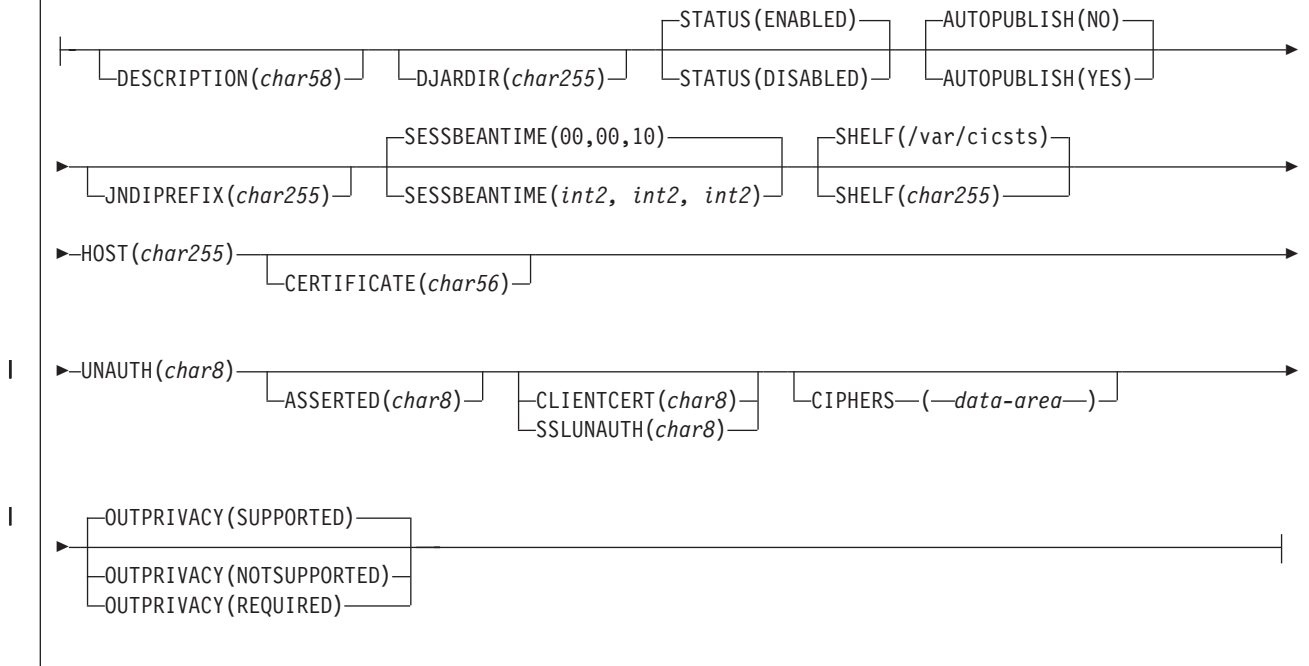 STATUS(ENABLED) AUTOPUBLISH(NO)
DESCRIPTION(char58) DJARDIR(char255) STATUS(DISABLED) AUTOPUBLISH(YES)
SESSBEANTIME(00,00,10) SHELF(/var/cicsts)
JNDIPREFIX(char255) SESSBEANTIME(int2, int2, int2) SHELF(char255)
HOST(char255)
CERTIFICATE(char56)
UNAUTH(char8)
ASSERTED(char8) CLIENTCERT(char8) CIPHERS ( data-area )
SSLUNAUTH(char8)
OUTPRIVACY(SUPPORTED)
OUTPRIVACY(NOTSUPPORTED)
OUTPRIVACY(REQUIRED)